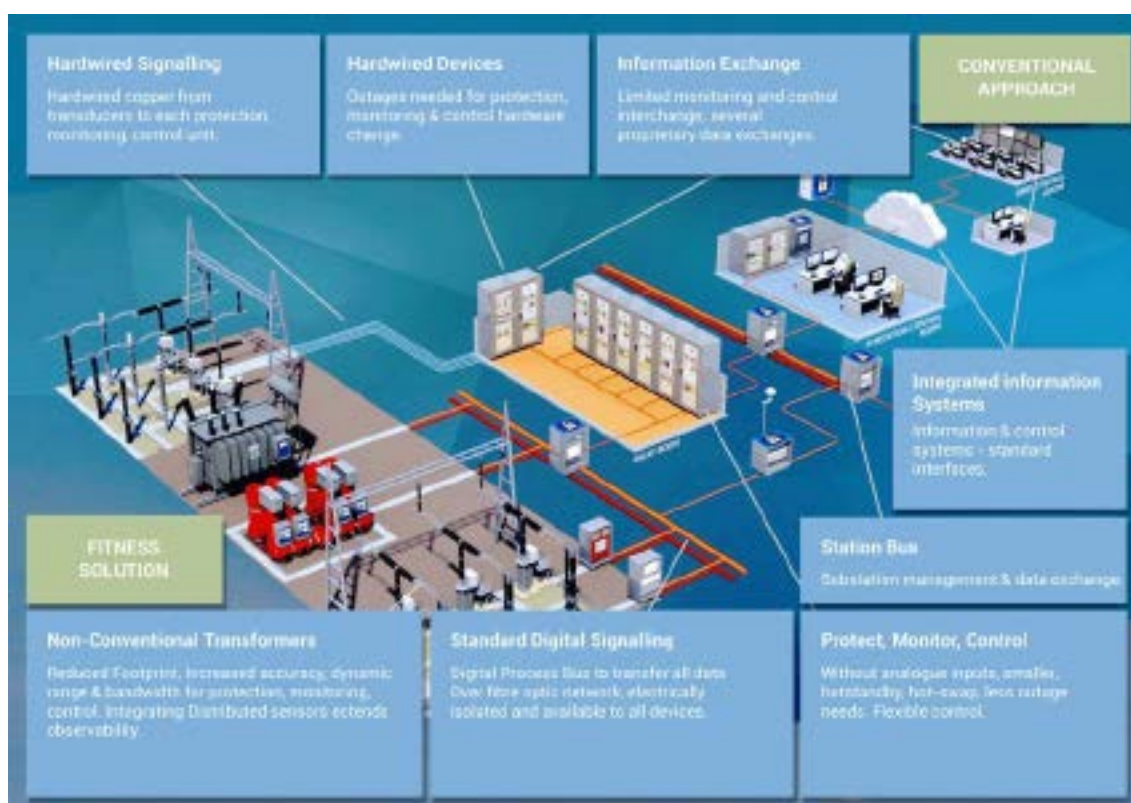 Hardwired Signalling
Hardwired copper from
transducers to each protection
monitoring, control unit.
Hardwired Devices
Outages needed for protection,
monitoring & control hardware
change.
Information Exchange
Limited monitoring and control
interchange, several
proprietary data exchanges.
CONVENTIONAL
APPROACH
Integrated information
Systems
Information & control
systems - standard
interfaces.
Station Bus
Substation management & data exchange
FITNESS
SOLUTION
Non-Conventional Transformers
Reduced Footprint, Increased accuracy, dynamic
range & bandwidth for protection, monitoring,
control. Integrating Distributed sensors extends
observability.
Standard Digital Signalling
Digital Process Bus to transfer all data
Over fibre optic network, electrically
isolated and available to all devices.
Protect, Monitor, Control
Without analogue inputs, smaller,
hotstandby, hot-swap, less outage
needs. Flexible control.